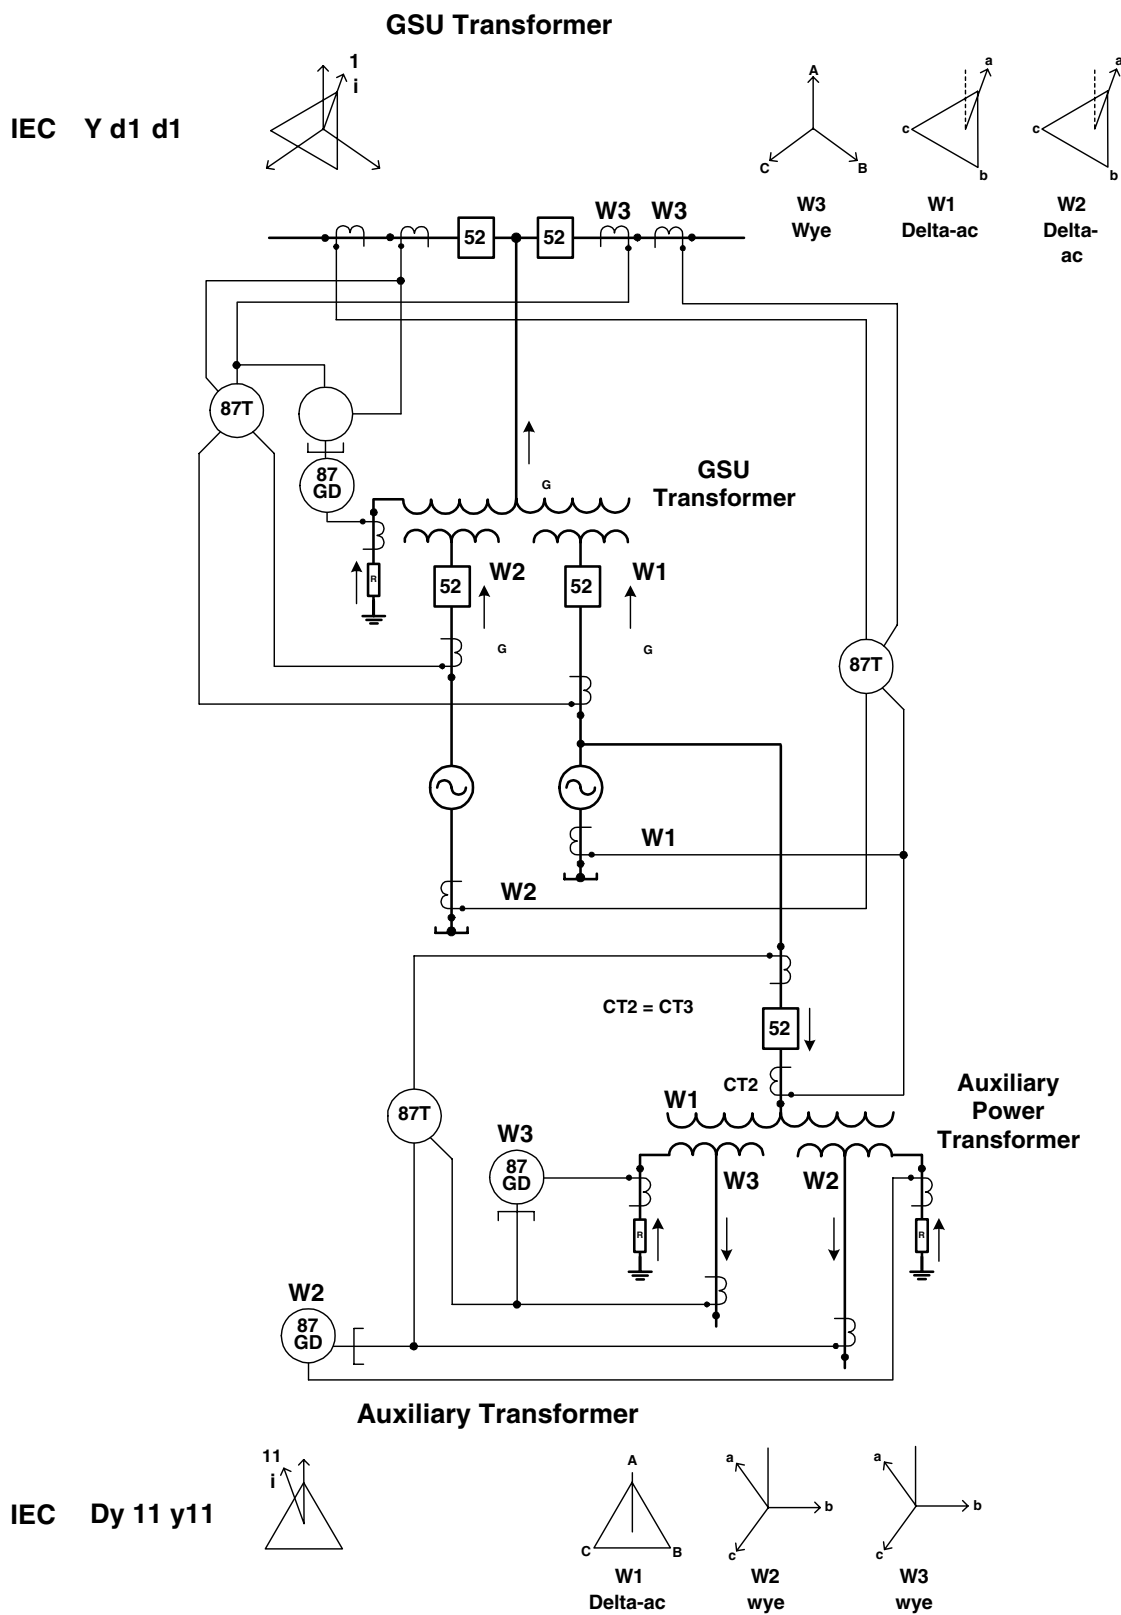 GSU Transformer
IEC Y d1 d1
1
i
A
C
B
W3
Wye
a
c
b
W1
Delta-ac
a
c
b
W2
Delta-
ac
52
52
W3
W3
87T
87
GD
G
GSU
Transformer
R
52
W2
G
52
W1
G
87T
W1
W2
CT2 = CT3
52
CT2
87T
W1
Auxiliary
Power
Transformer
W3
87
GD
W3
W2
R
R
W2
87
GD
Auxiliary Transformer
IEC Dy 11 y11
11
i
A
C
B
W1
Delta-ac
a
b
c
W2
wye
a
b
c
W3
wye